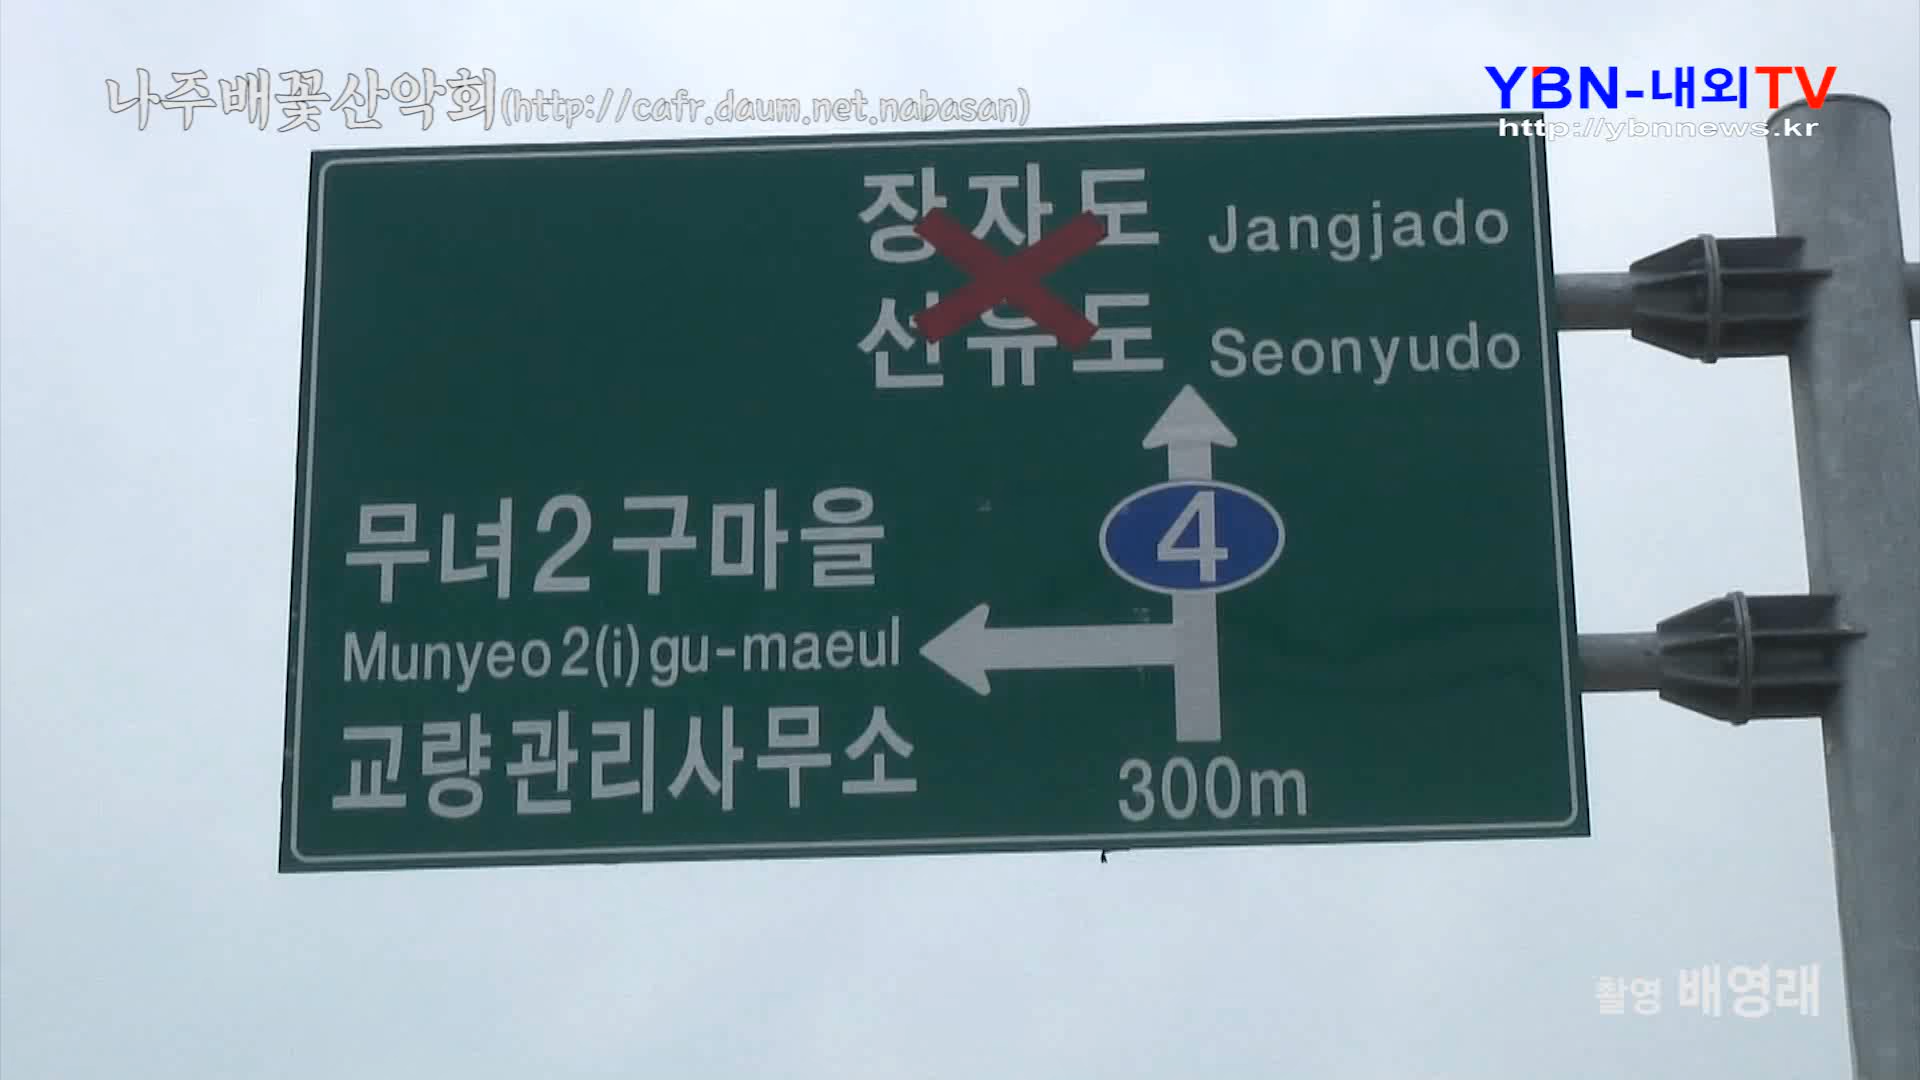 나주배꽃산악회(http://cafr.daum.net.nabasan)
YBN-내외TV
http://ybnnews.kr
장자도 Jangjado
선유도 Seonyudo
4
무녀2구마을
Munyeo2(i)gu-maeul
교량관리사무소
300m
촬영 배영래